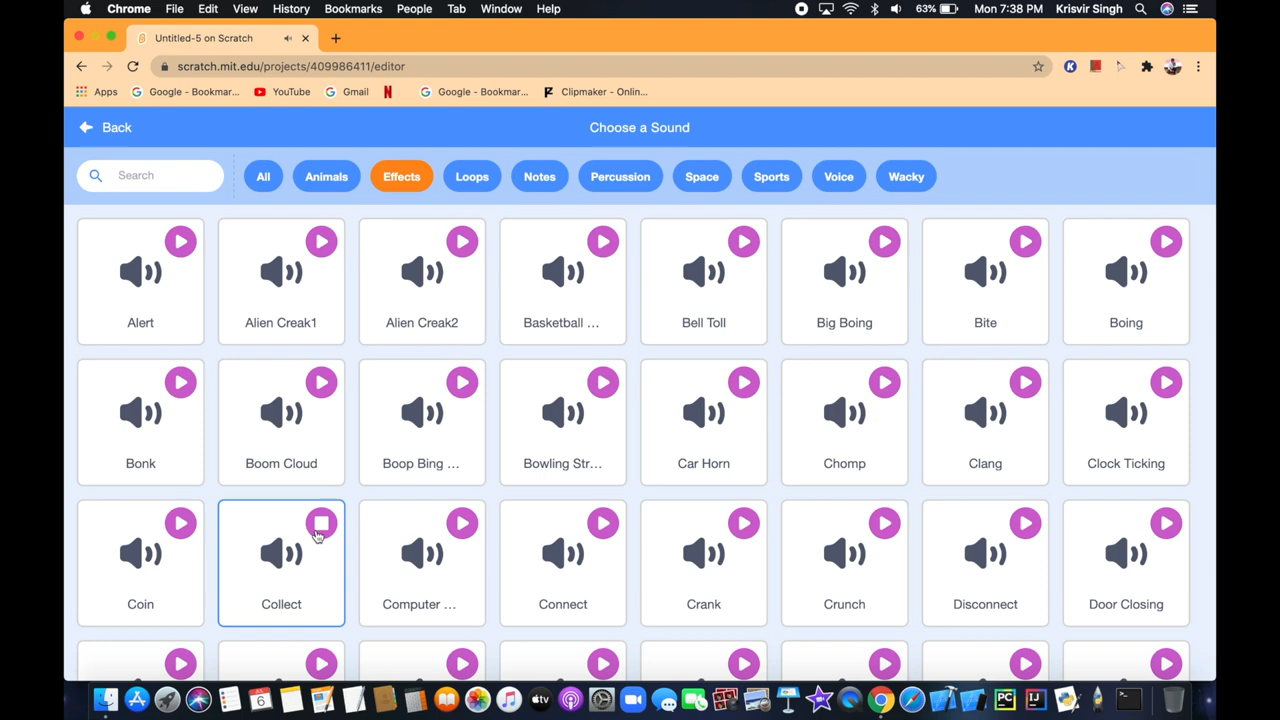 Chrome File Edit View History Bookmarks People Tab Window Help 63% Mon 7:38 PM Krisvir Singh
Untitled-5 on Scratch
scratch.mit.edu/projects/409986411/editor
Apps Google - Bookmar... YouTube Gmail Google - Bookmar... Clipmaker - Onlin...
Back Choose a Sound
Search All Animals Effects Loops Notes Percussion Space Sports Voice Wacky
Alert Alien Creak1 Alien Creak2 Basketball ... Bell Toll Big Boing Bite Boing
Bonk Boom Cloud Boop Bing ... Bowling Str... Car Horn Chomp Clang Clock Ticking
Coin Collect Computer ... Connect Crank Crunch Disconnect Door Closing